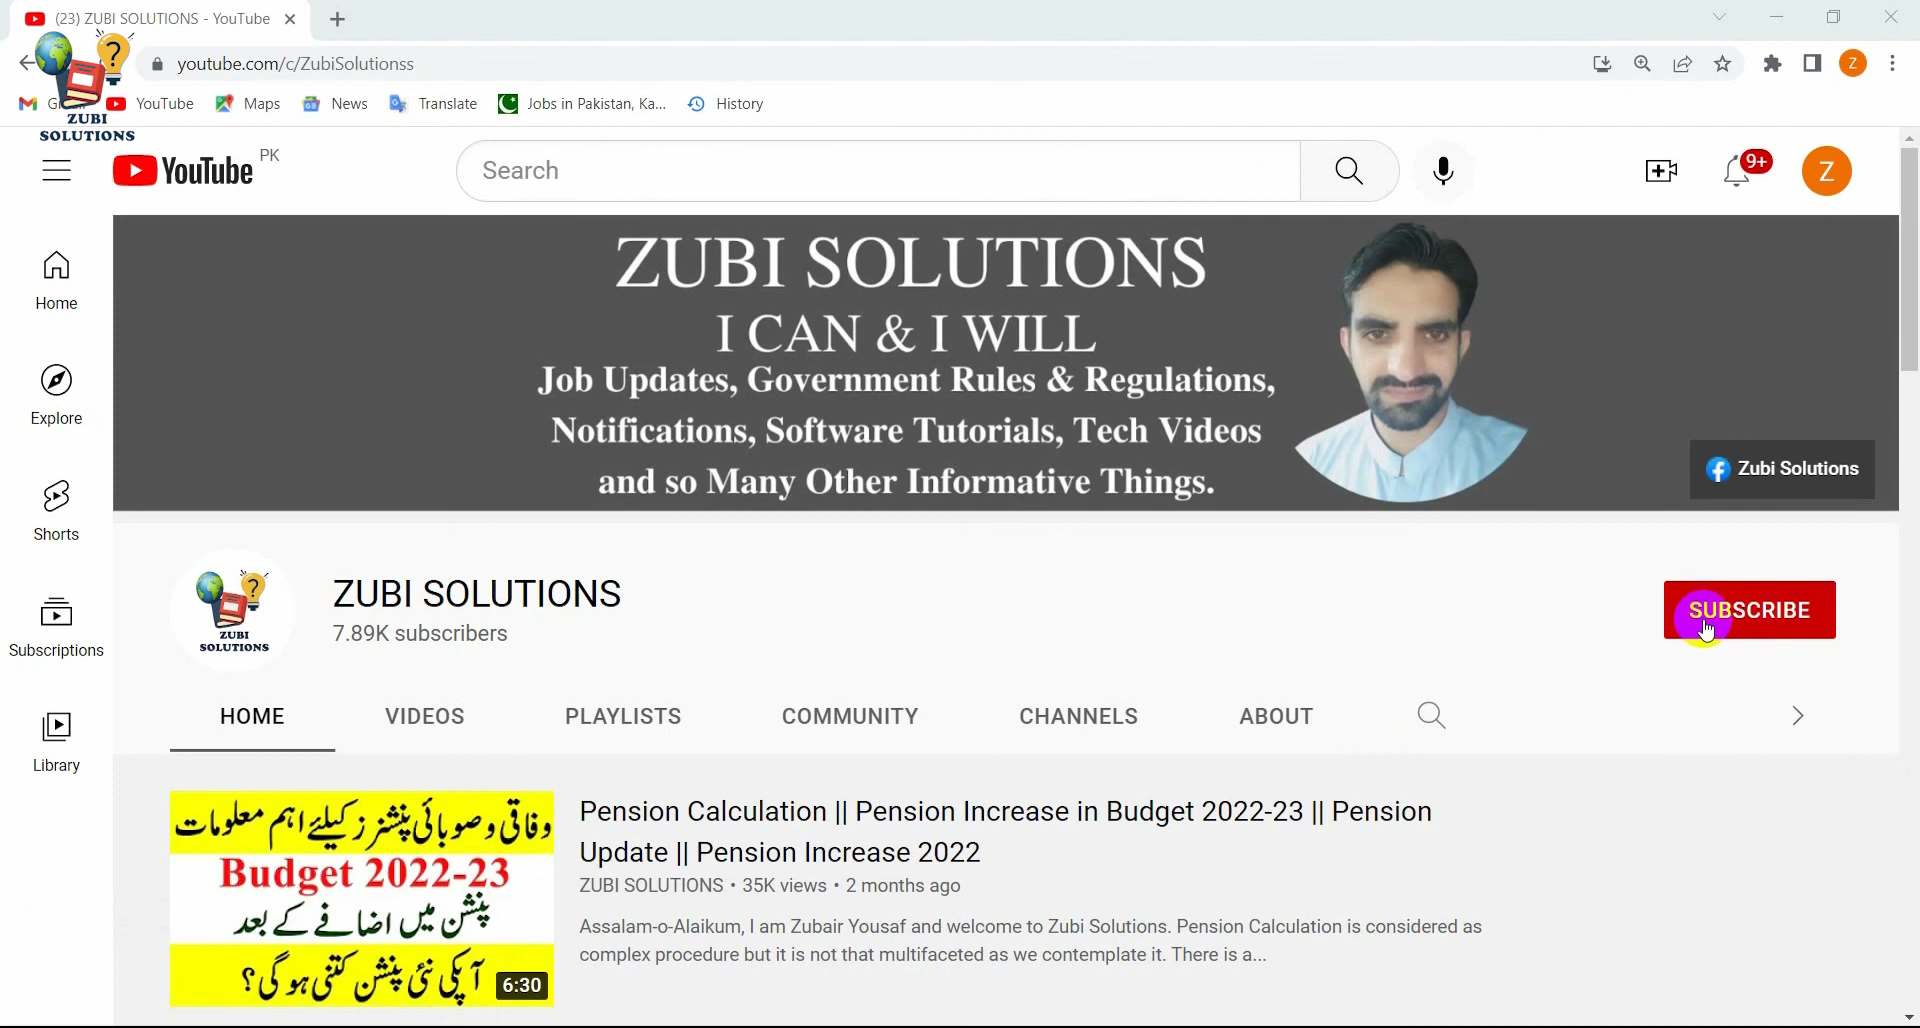 (23) ZUBI SOLUTIONS - YouTube
youtube.com/c/ZubiSolutionss
Z
YouTube
Maps
News
Translate
Jobs in Pakistan, Ka...
History
ZUBI
SOLUTIONS
YouTube PK
Search
9+
Z
Home
Explore
Shorts
Subscriptions
Library
ZUBI SOLUTIONS
I CAN & I WILL
Job Updates, Government Rules & Regulations,
Notifications, Software Tutorials, Tech Videos
and so Many Other Informative Things.
Zubi Solutions
ZUBI
SOLUTIONS
ZUBI SOLUTIONS
7.89K subscribers
SUBSCRIBE
HOME
VIDEOS
PLAYLISTS
COMMUNITY
CHANNELS
ABOUT
وفاقی و صوبائی پنشنرز کیلئے اہم معلومات
Budget 2022-23
پنشن میں اضافے کے بعد
آپکی نئی پنشن کتنی ہو گی؟
6:30
Pension Calculation || Pension Increase in Budget 2022-23 || Pension
Update || Pension Increase 2022
ZUBI SOLUTIONS • 35K views • 2 months ago
Assalam-o-Alaikum, I am Zubair Yousaf and welcome to Zubi Solutions. Pension Calculation is considered as
complex procedure but it is not that multifaceted as we contemplate it. There is a...